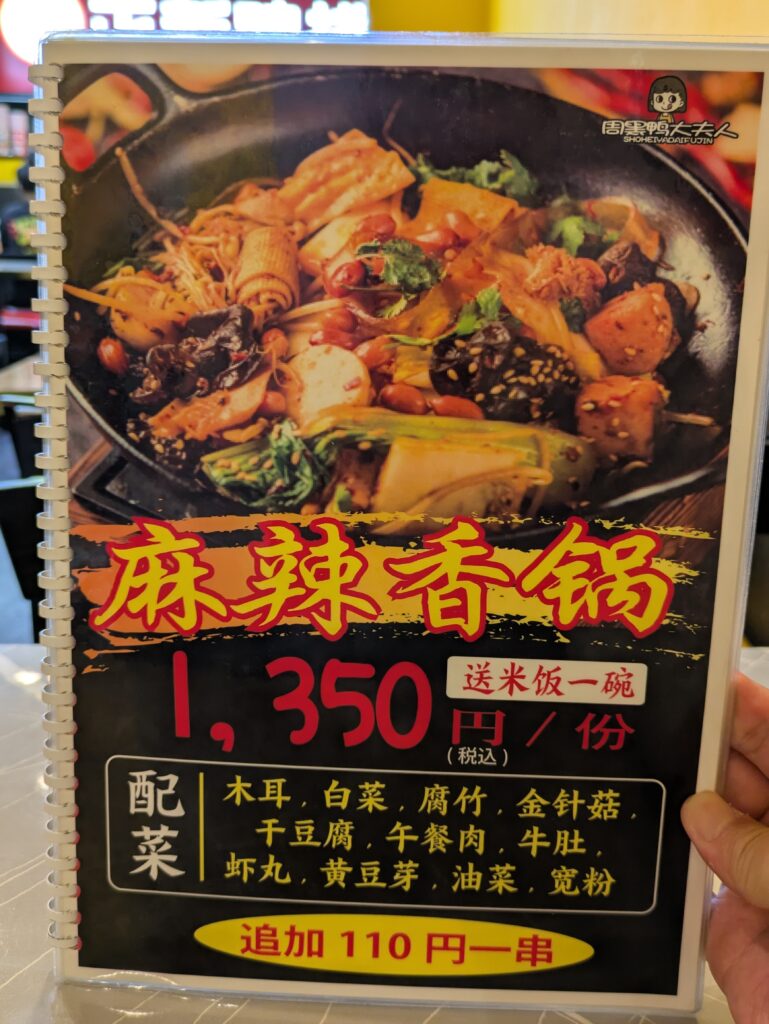 周黑鸭大夫人
SHOHEIYADAIFUJIN
麻辣香锅
1,350
送米饭一碗
円/份
(税込)
配菜
木耳,白菜,腐竹,金针菇,
干豆腐,午餐肉,牛肚,
虾丸,黄豆芽,油菜,宽粉
追加 110 円一串